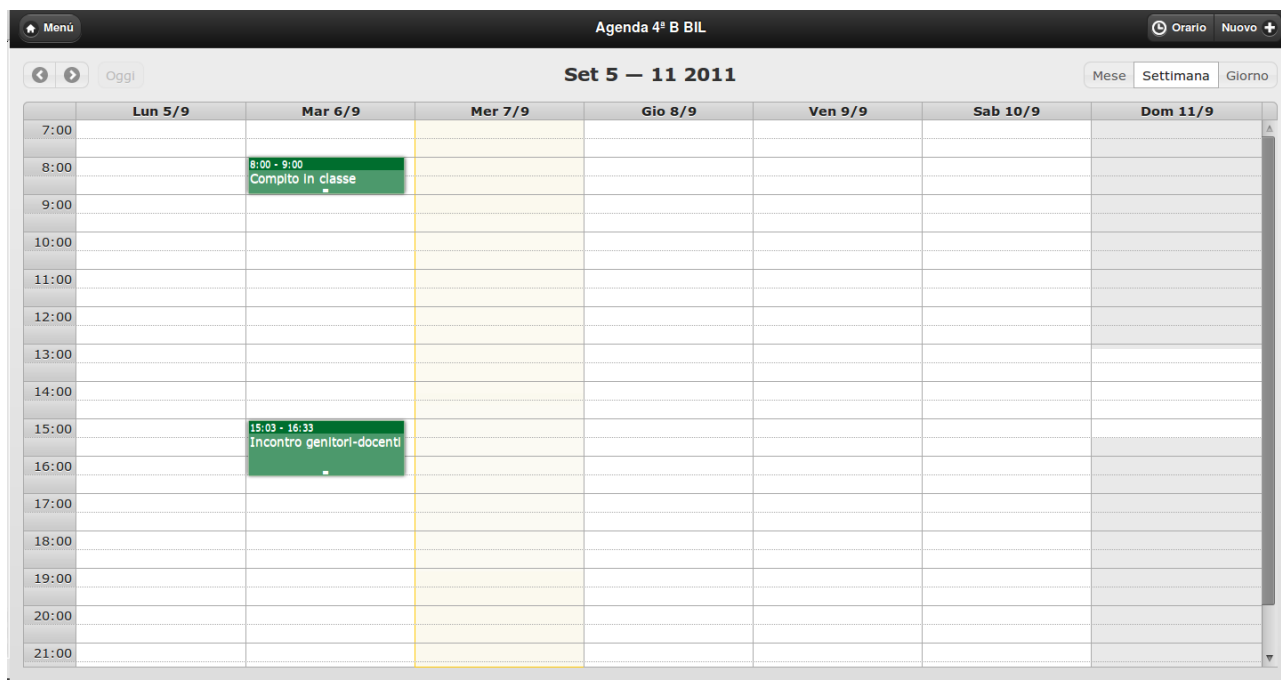 Menú
Agenda 4ª B BIL
Orario Nuovo
Oggi
Set 5 — 11 2011
Mese Settimana Giorno
Lun 5/9 Mar 6/9 Mer 7/9 Gio 8/9 Ven 9/9 Sab 10/9 Dom 11/9
7:00
8:00
8:00 - 9:00
Compito in classe
9:00
10:00
11:00
12:00
13:00
14:00
15:00
15:03 - 16:33
Incontro genitori-docenti
16:00
17:00
18:00
19:00
20:00
21:00